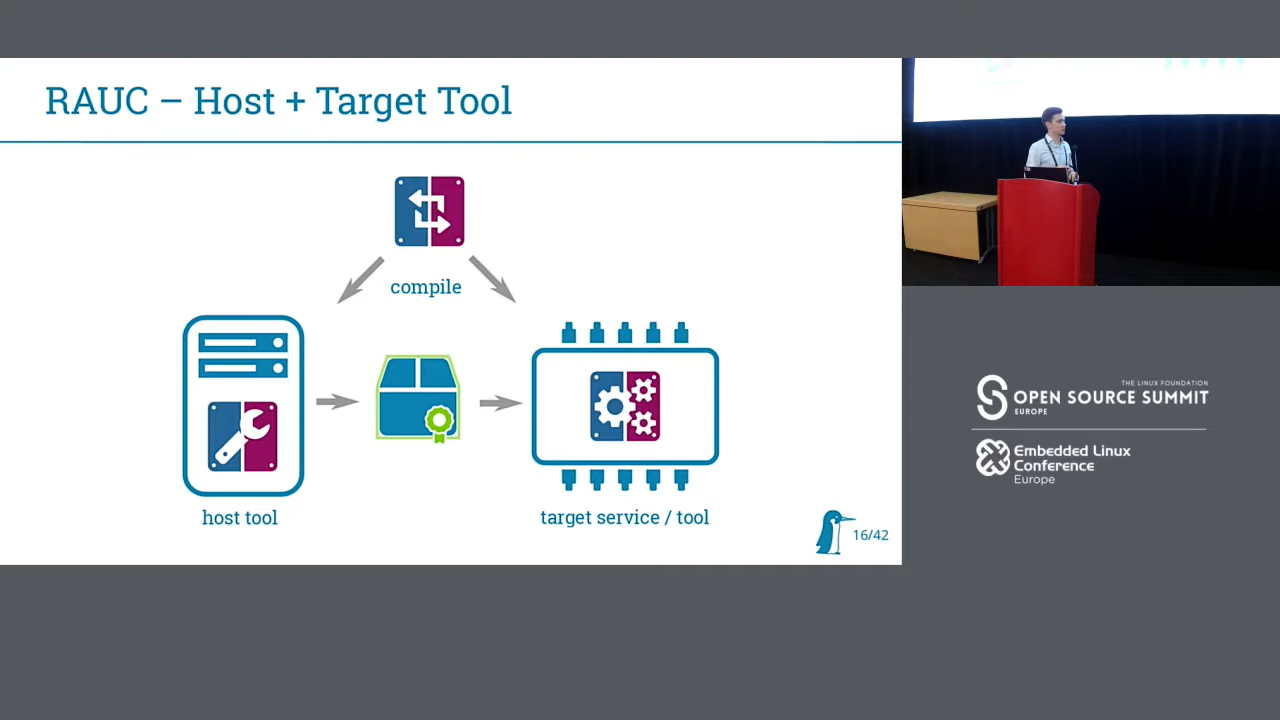 RAUC – Host + Target Tool
compile
host tool
target service / tool
16/42
THE LINUX FOUNDATION
OPEN SOURCE SUMMIT
EUROPE
Embedded Linux
Conference
Europe